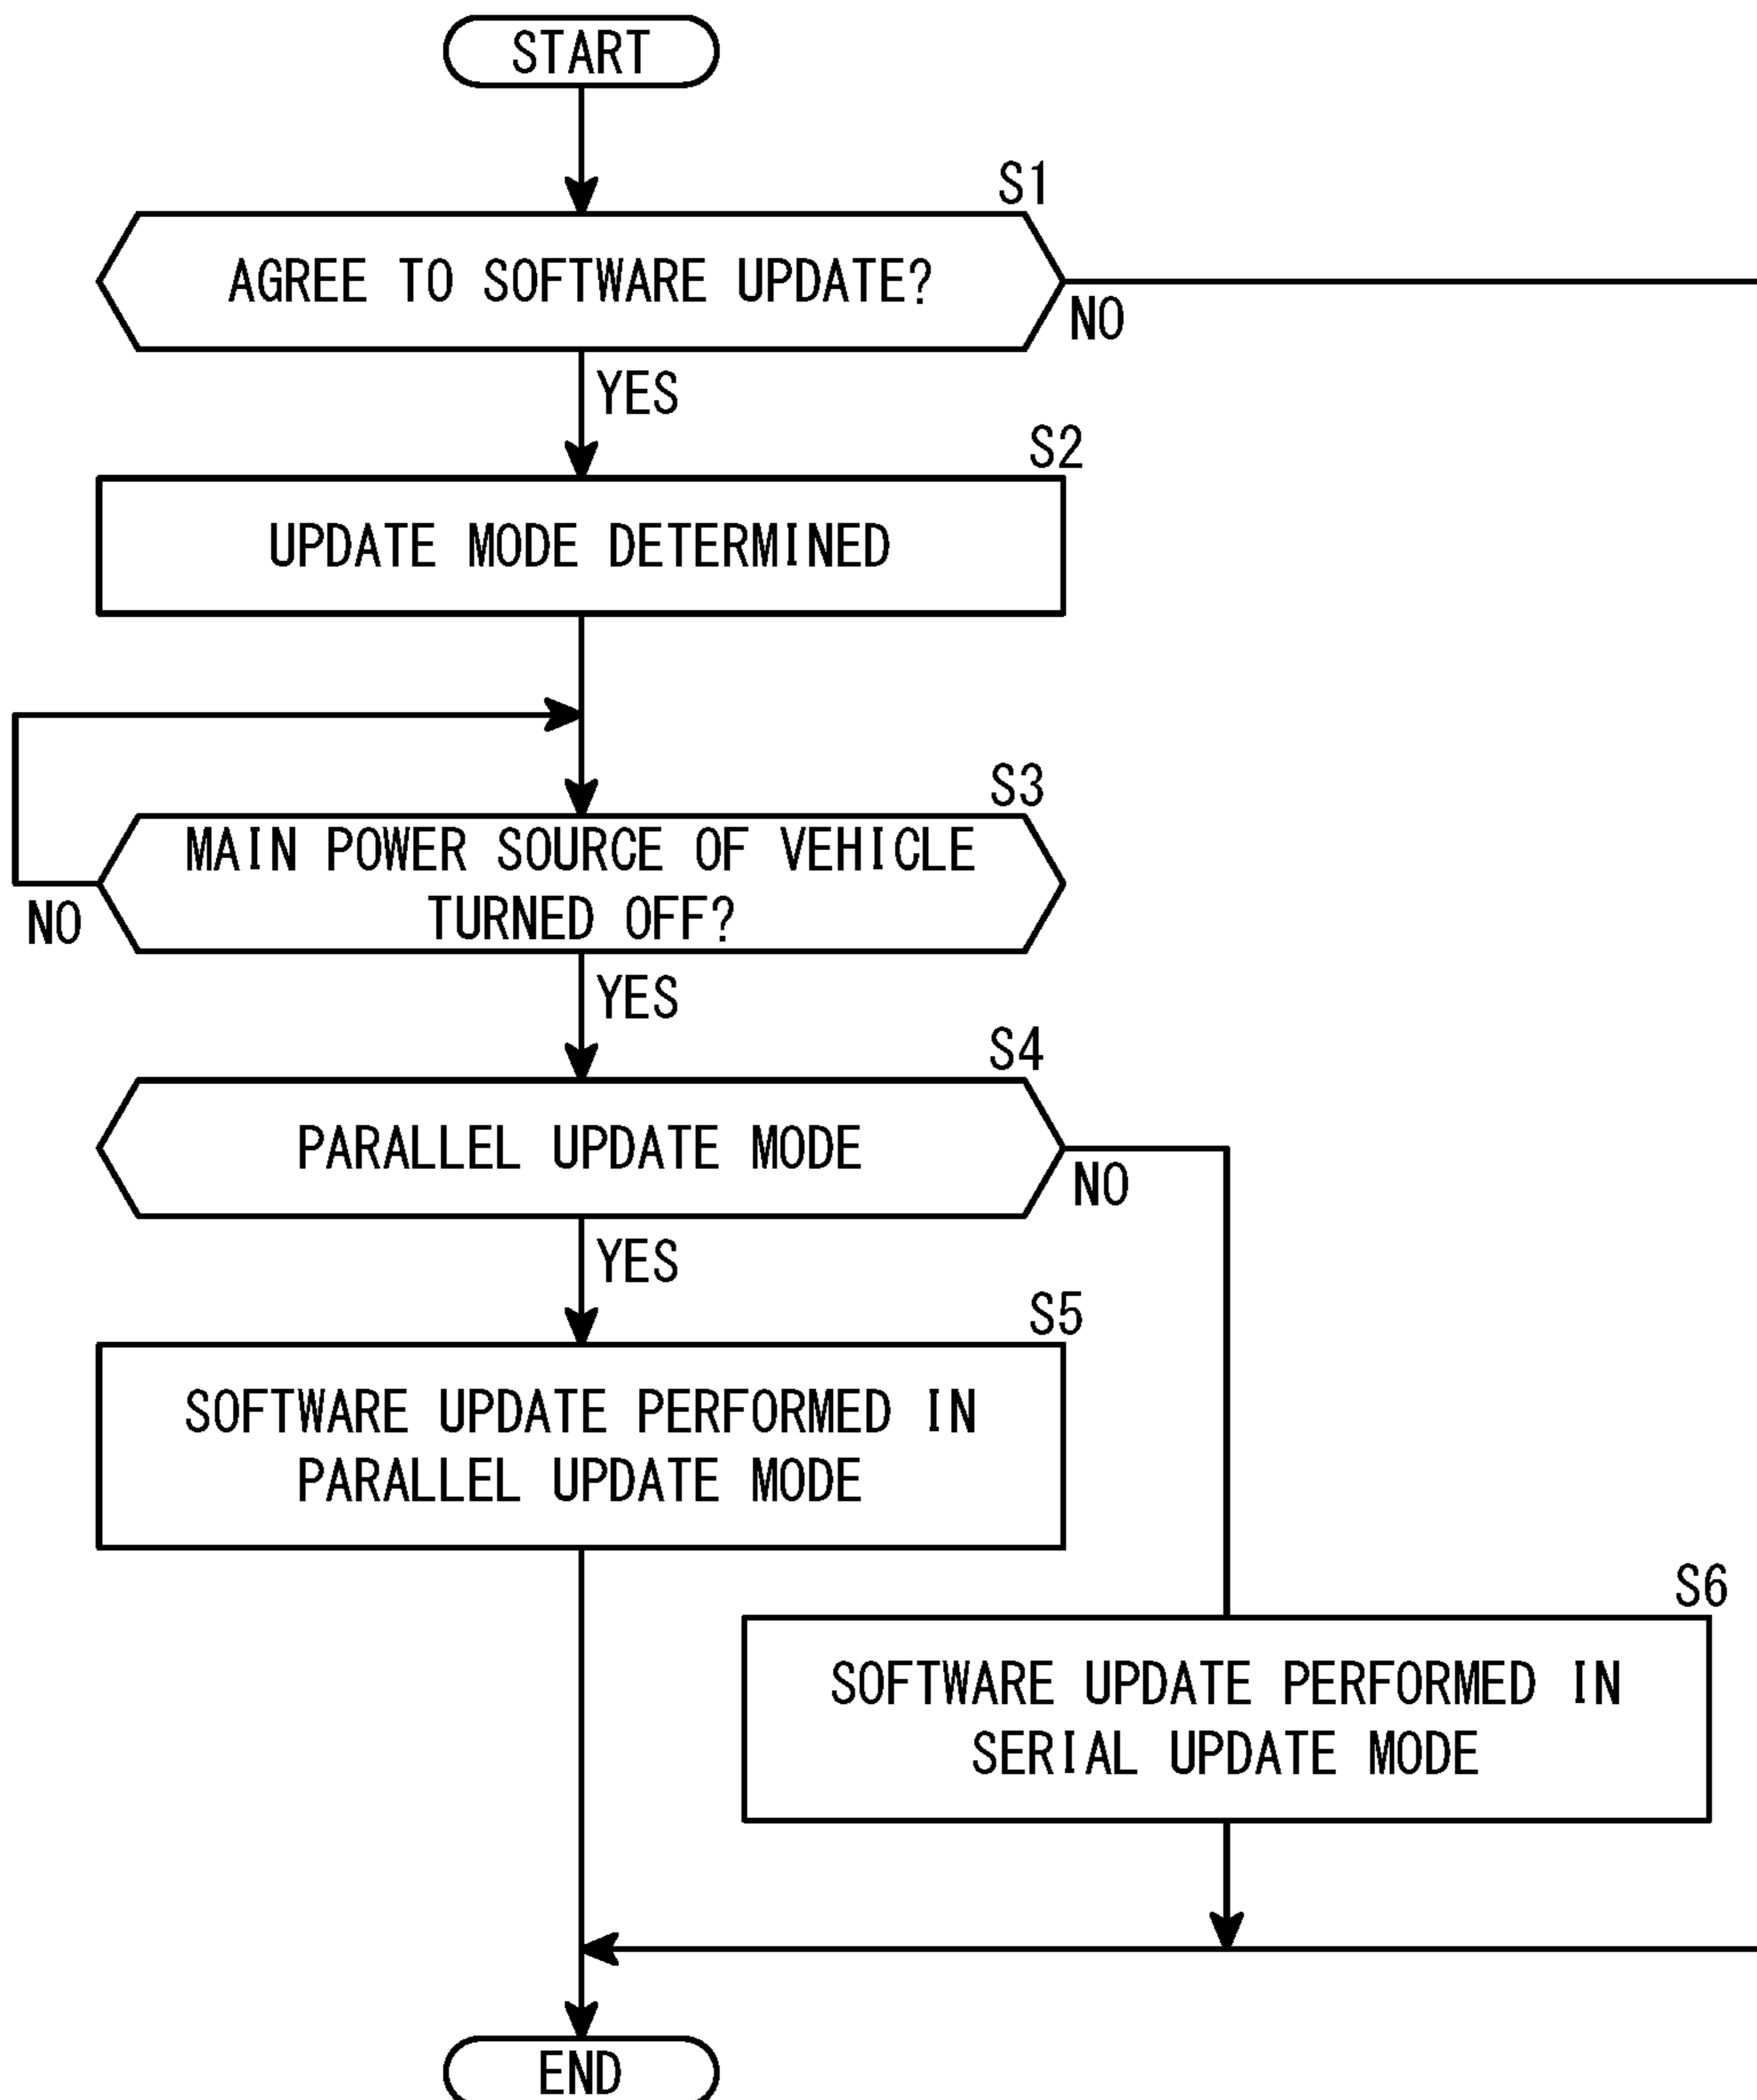 START
S1
AGREE TO SOFTWARE UPDATE?
NO
YES
S2
UPDATE MODE DETERMINED
S3
MAIN POWER SOURCE OF VEHICLE
TURNED OFF?
NO
YES
S4
PARALLEL UPDATE MODE
NO
YES
S5
SOFTWARE UPDATE PERFORMED IN
PARALLEL UPDATE MODE
S6
SOFTWARE UPDATE PERFORMED IN
SERIAL UPDATE MODE
END